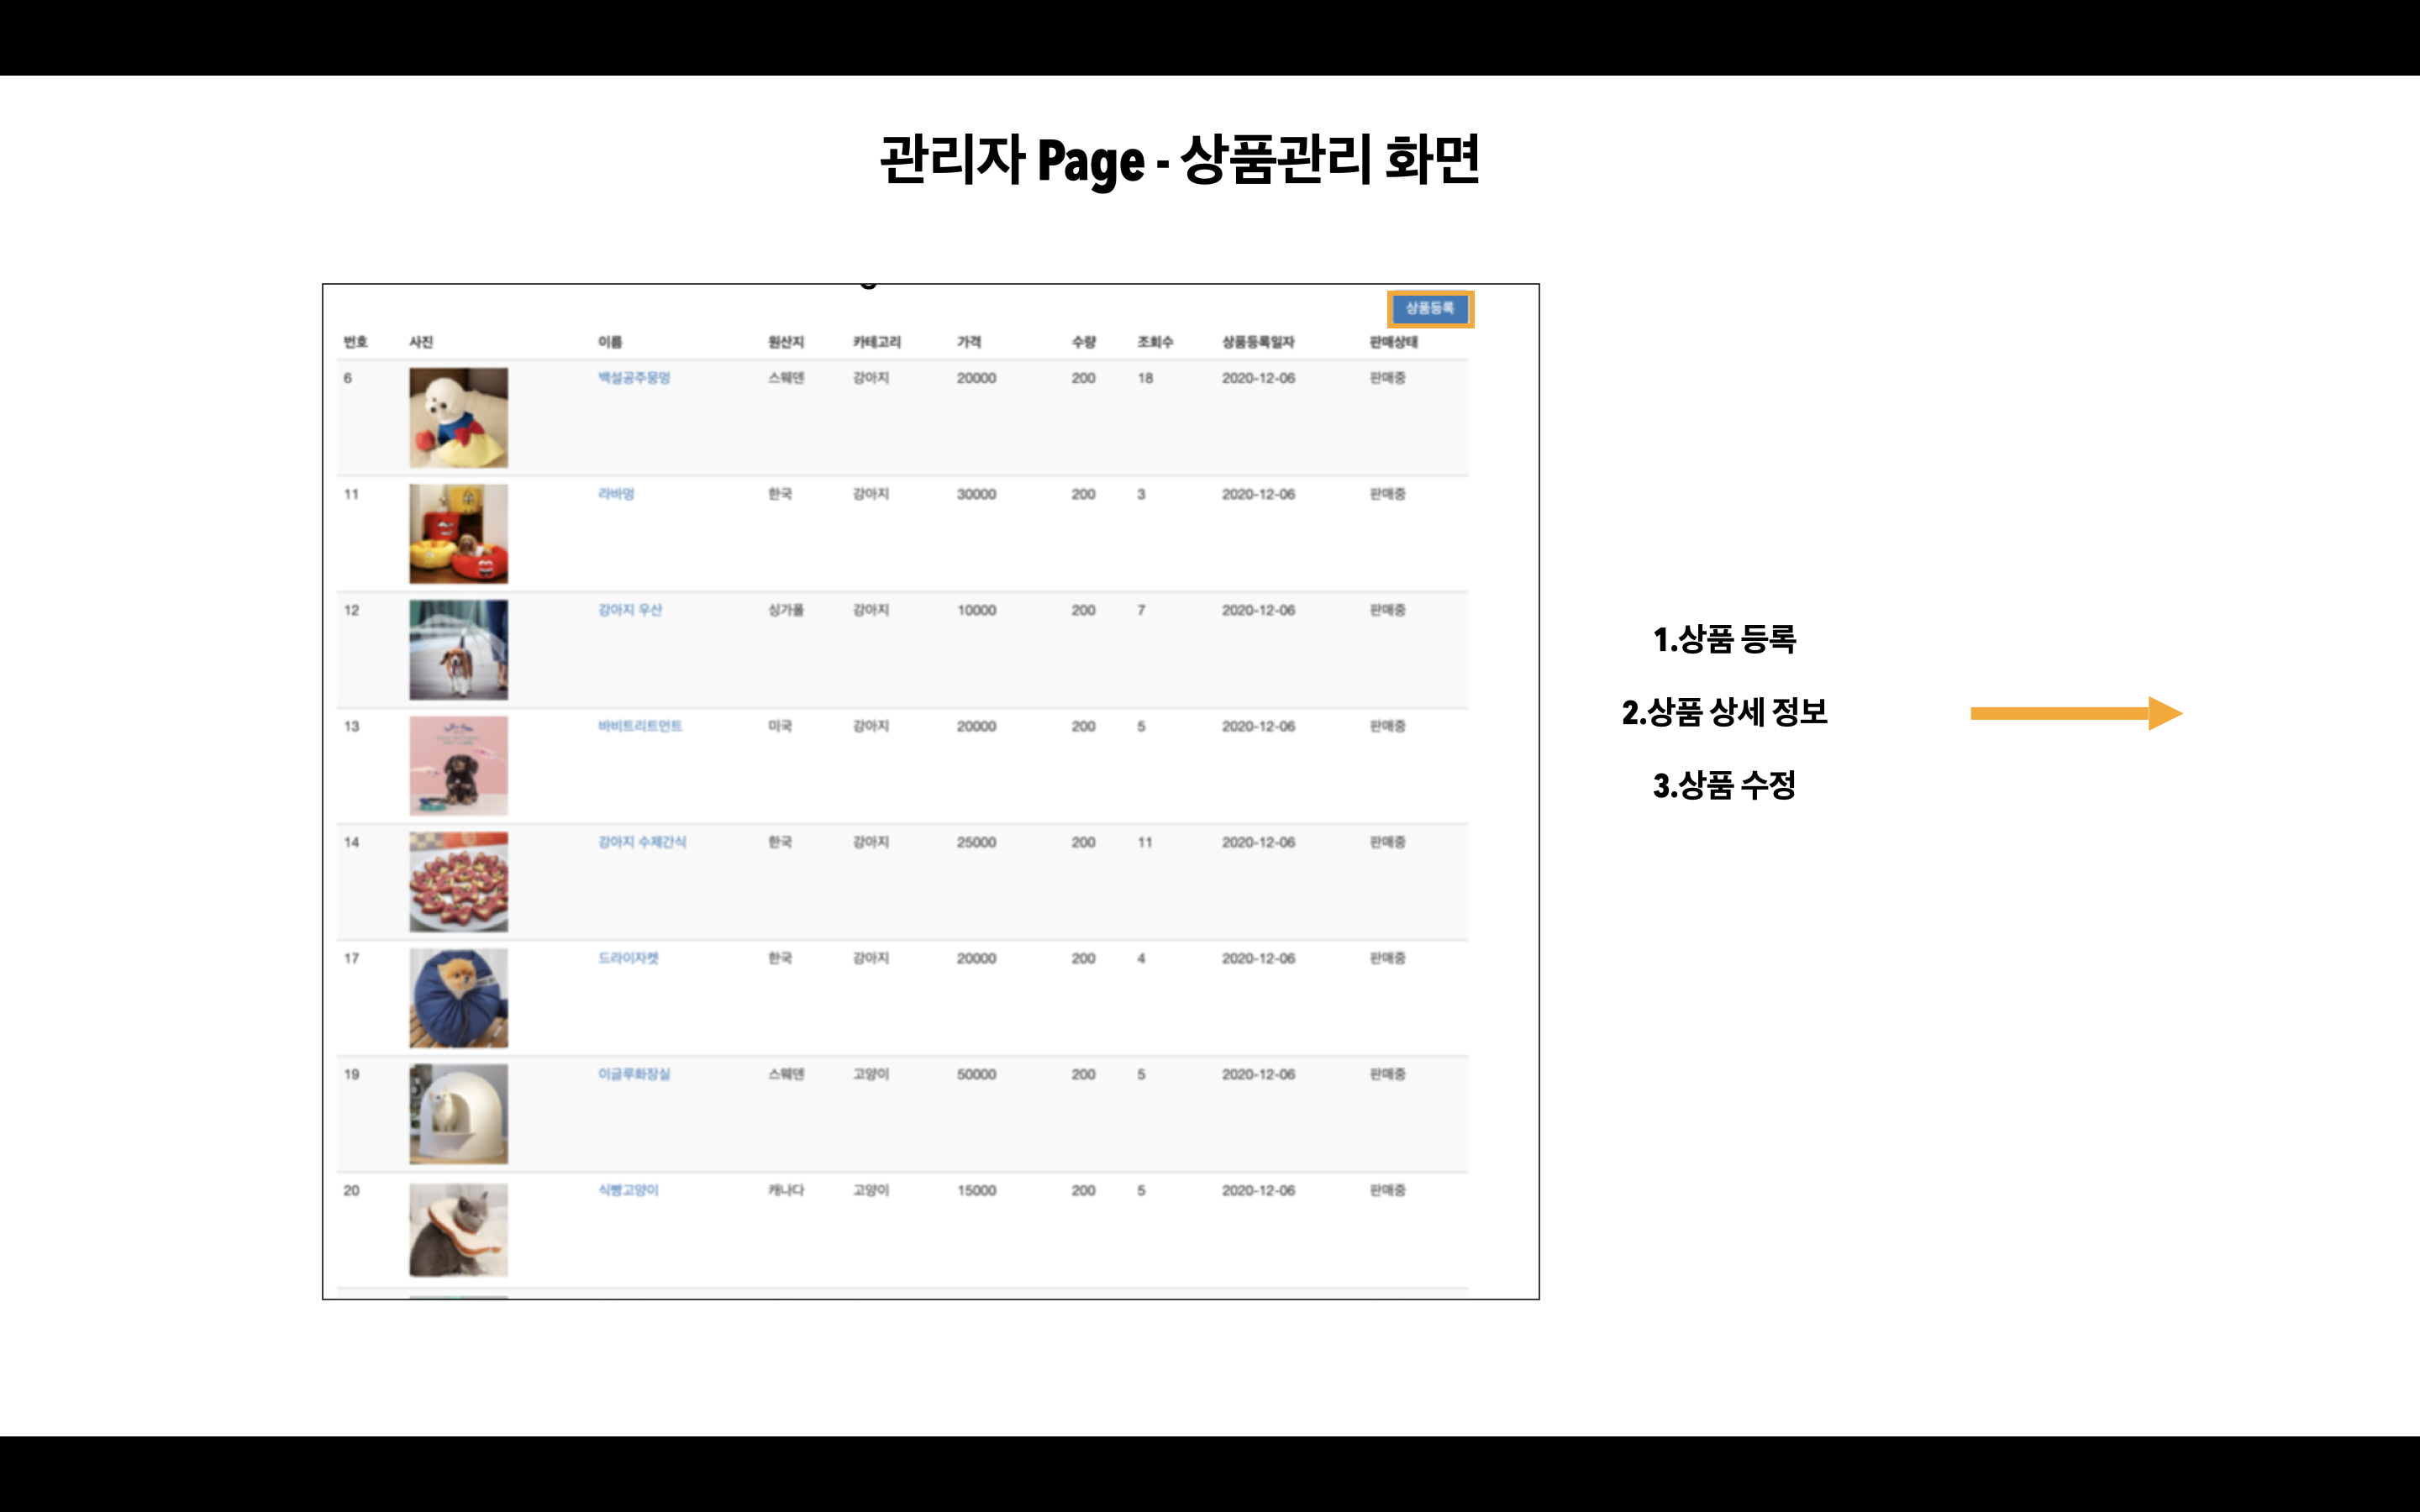 관리자 Page - 상품관리 화면
상품등록
번호 사진 이름 원산지 카테고리 가격 수량 조회수 상품등록일자 판매상태
6 백설공주뭉멍 스웨덴 강아지 20000 200 18 2020-12-06 판매중
11 라바멍 한국 강아지 30000 200 3 2020-12-06 판매중
12 강아지 우산 싱가폴 강아지 10000 200 7 2020-12-06 판매중
13 바비트리트먼트 미국 강아지 20000 200 5 2020-12-06 판매중
14 강아지 수제간식 한국 강아지 25000 200 11 2020-12-06 판매중
17 드라이자켓 한국 강아지 20000 200 4 2020-12-06 판매중
19 이글루화장실 스웨덴 고양이 50000 200 5 2020-12-06 판매중
20 식빵고양이 캐나다 고양이 15000 200 5 2020-12-06 판매중
1.상품 등록
2.상품 상세 정보
3.상품 수정